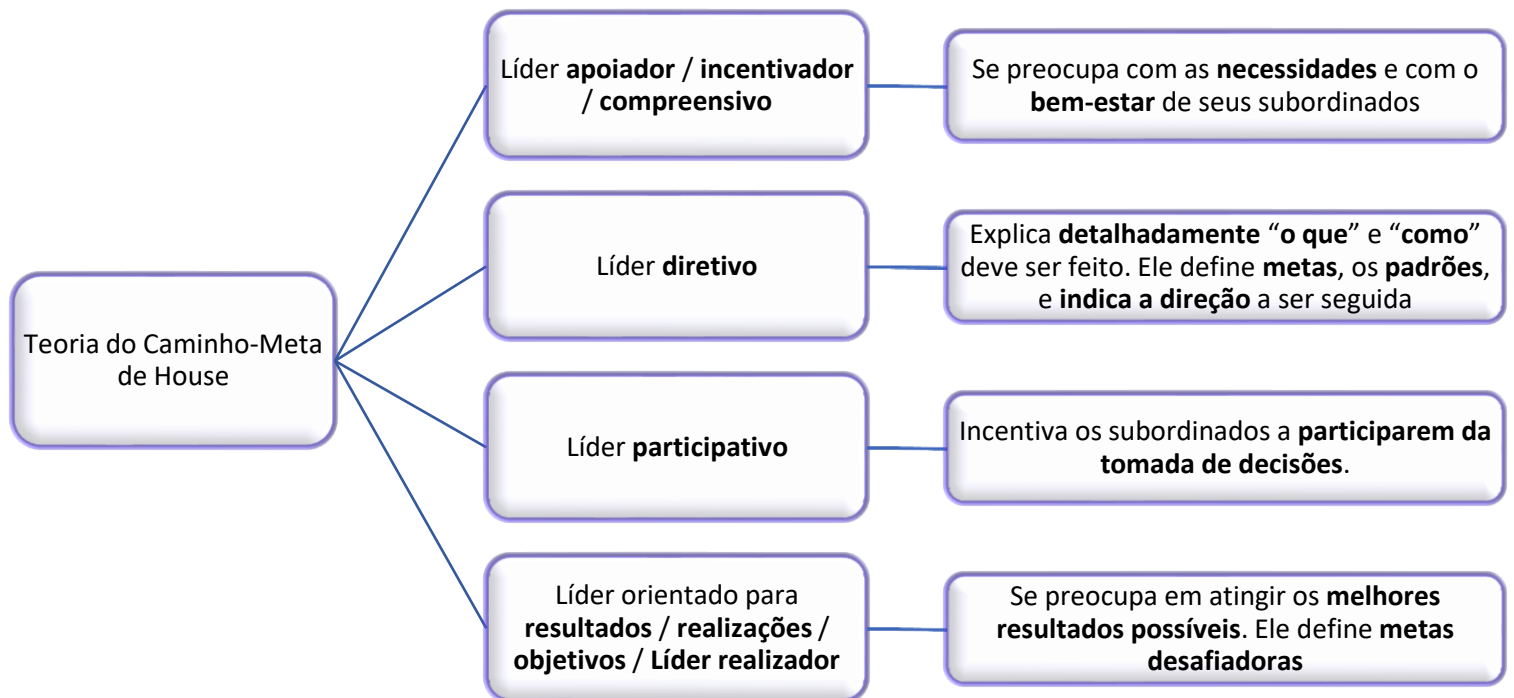 Teoria do Caminho-Meta
de House
Líder apoiador / incentivador
/ compreensivo
Se preocupa com as necessidades e com o
bem-estar de seus subordinados
Líder diretivo
Explica detalhadamente “o que” e “como”
deve ser feito. Ele define metas, os padrões,
e indica a direção a ser seguida
Líder participativo
Incentiva os subordinados a participarem da
tomada de decisões.
Líder orientado para
resultados / realizações /
objetivos / Líder realizador
Se preocupa em atingir os melhores
resultados possíveis. Ele define metas
desafiadoras